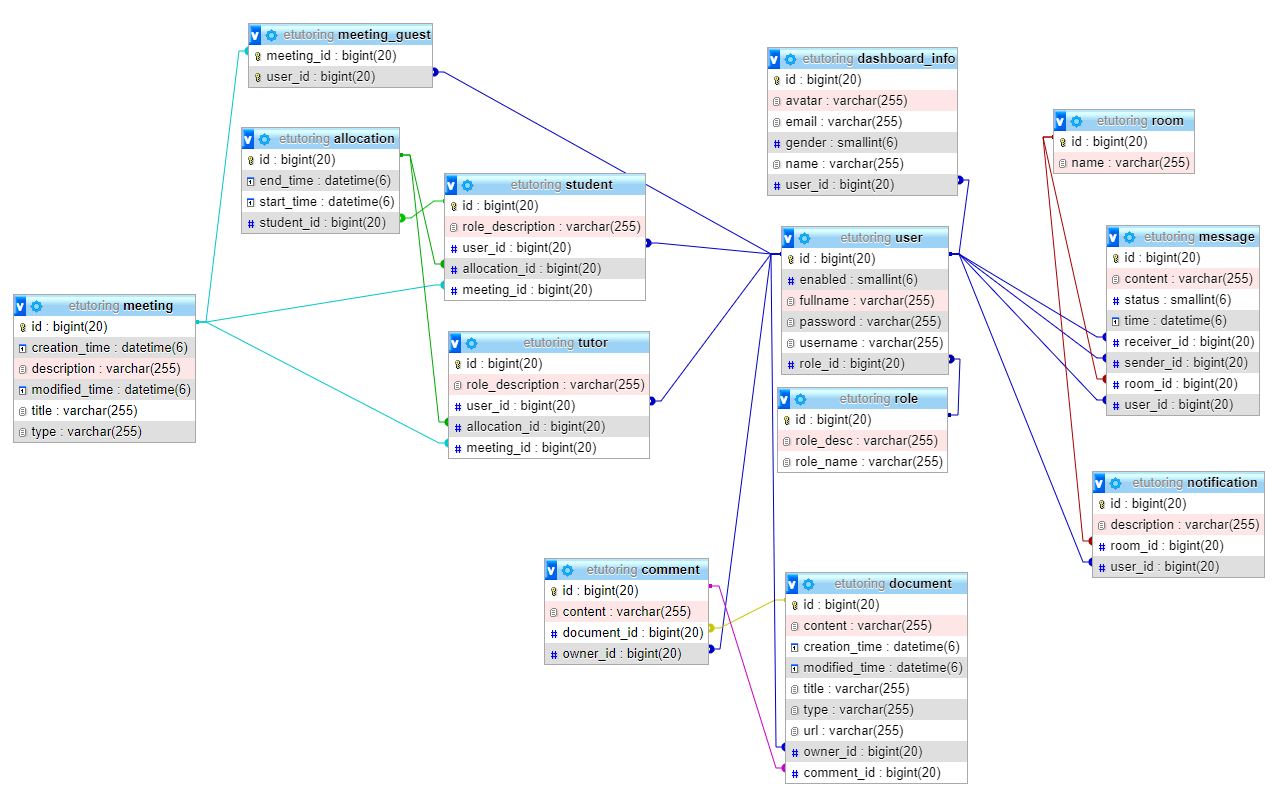 etutoring meeting_guest
meeting_id : bigint(20)
user_id : bigint(20)
etutoring allocation
id : bigint(20)
end_time : datetime(6)
start_time : datetime(6)
student_id : bigint(20)
etutoring student
id : bigint(20)
role_description : varchar(255)
user_id : bigint(20)
allocation_id : bigint(20)
meeting_id : bigint(20)
etutoring meeting
id : bigint(20)
creation_time : datetime(6)
description : varchar(255)
modified_time : datetime(6)
title : varchar(255)
type : varchar(255)
etutoring tutor
id : bigint(20)
role_description : varchar(255)
user_id : bigint(20)
allocation_id : bigint(20)
meeting_id : bigint(20)
etutoring dashboard_info
id : bigint(20)
avatar : varchar(255)
email : varchar(255)
gender : smallint(6)
name : varchar(255)
user_id : bigint(20)
etutoring user
id : bigint(20)
enabled : smallint(6)
fullname : varchar(255)
password : varchar(255)
username : varchar(255)
role_id : bigint(20)
etutoring role
id : bigint(20)
role_desc : varchar(255)
role_name : varchar(255)
etutoring room
id : bigint(20)
name : varchar(255)
etutoring message
id : bigint(20)
content : varchar(255)
status : smallint(6)
time : datetime(6)
receiver_id : bigint(20)
sender_id : bigint(20)
room_id : bigint(20)
user_id : bigint(20)
etutoring notification
id : bigint(20)
description : varchar(255)
room_id : bigint(20)
user_id : bigint(20)
etutoring comment
id : bigint(20)
content : varchar(255)
document_id : bigint(20)
owner_id : bigint(20)
etutoring document
id : bigint(20)
content : varchar(255)
creation_time : datetime(6)
modified_time : datetime(6)
title : varchar(255)
type : varchar(255)
url : varchar(255)
owner_id : bigint(20)
comment_id : bigint(20)